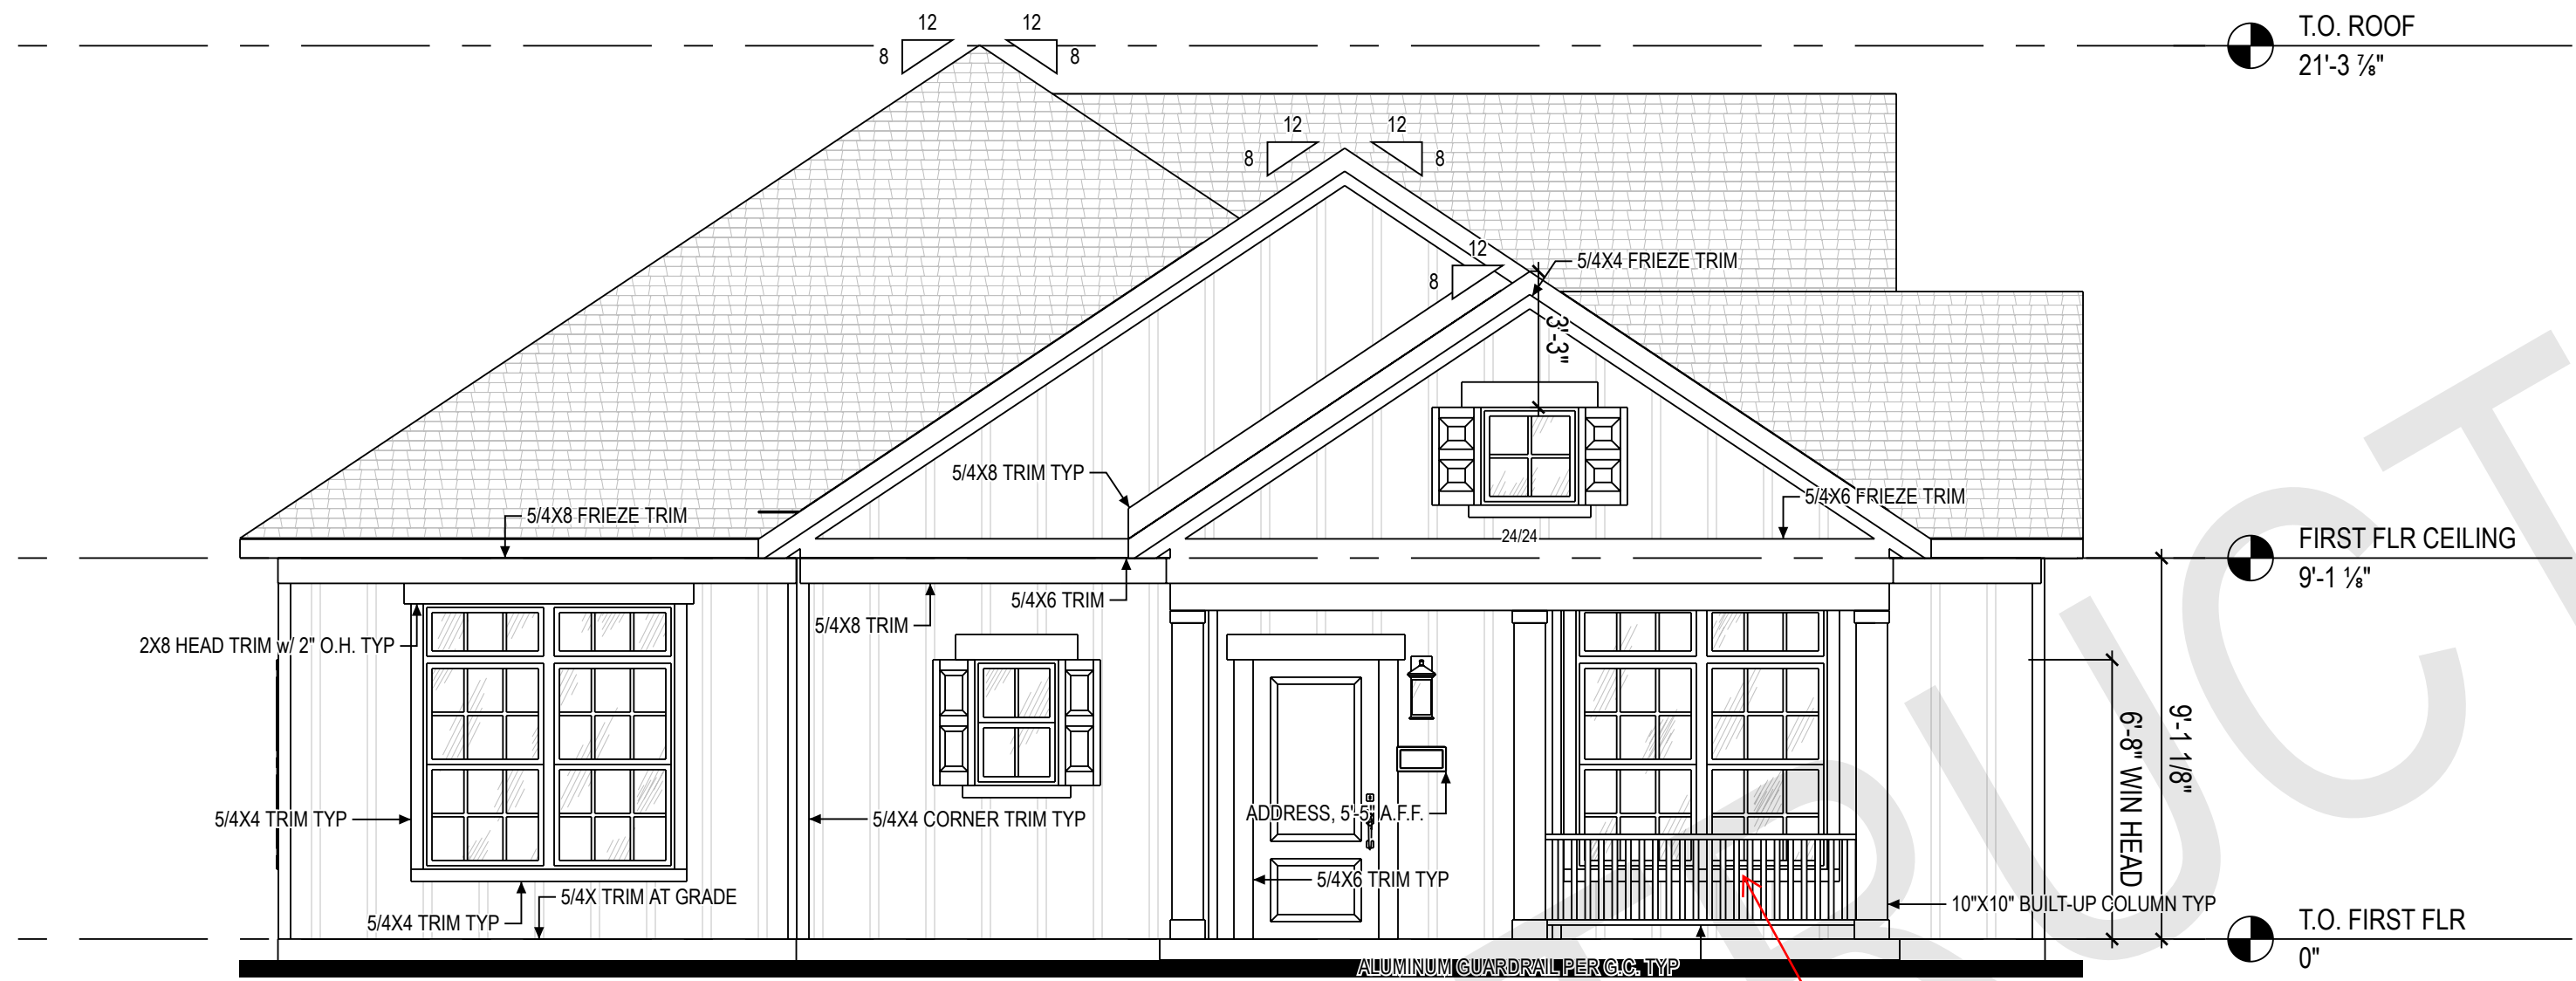 12
12
8
8
T.O. ROOF
21'-3 ⅞"
12
12
8
8
12
8
5/4X4 FRIEZE TRIM
3'-3"
5/4X8 TRIM TYP
5/4X6 FRIEZE TRIM
5/4X8 FRIEZE TRIM
24/24
FIRST FLR CEILING
9'-1 ⅛"
5/4X6 TRIM
5/4X8 TRIM
2X8 HEAD TRIM w/ 2" O.H. TYP
9'-1 1/8"
6'-8" WIN HEAD
5/4X4 TRIM TYP
5/4X4 CORNER TRIM TYP
ADDRESS, 5'-5" A.F.F.
5/4X6 TRIM TYP
5/4X TRIM AT GRADE
10"X10" BUILT-UP COLUMN TYP
5/4X4 TRIM TYP
T.O. FIRST FLR
0"
ALUMINUM GUARDRAIL PER G.C. TYP
RUCT